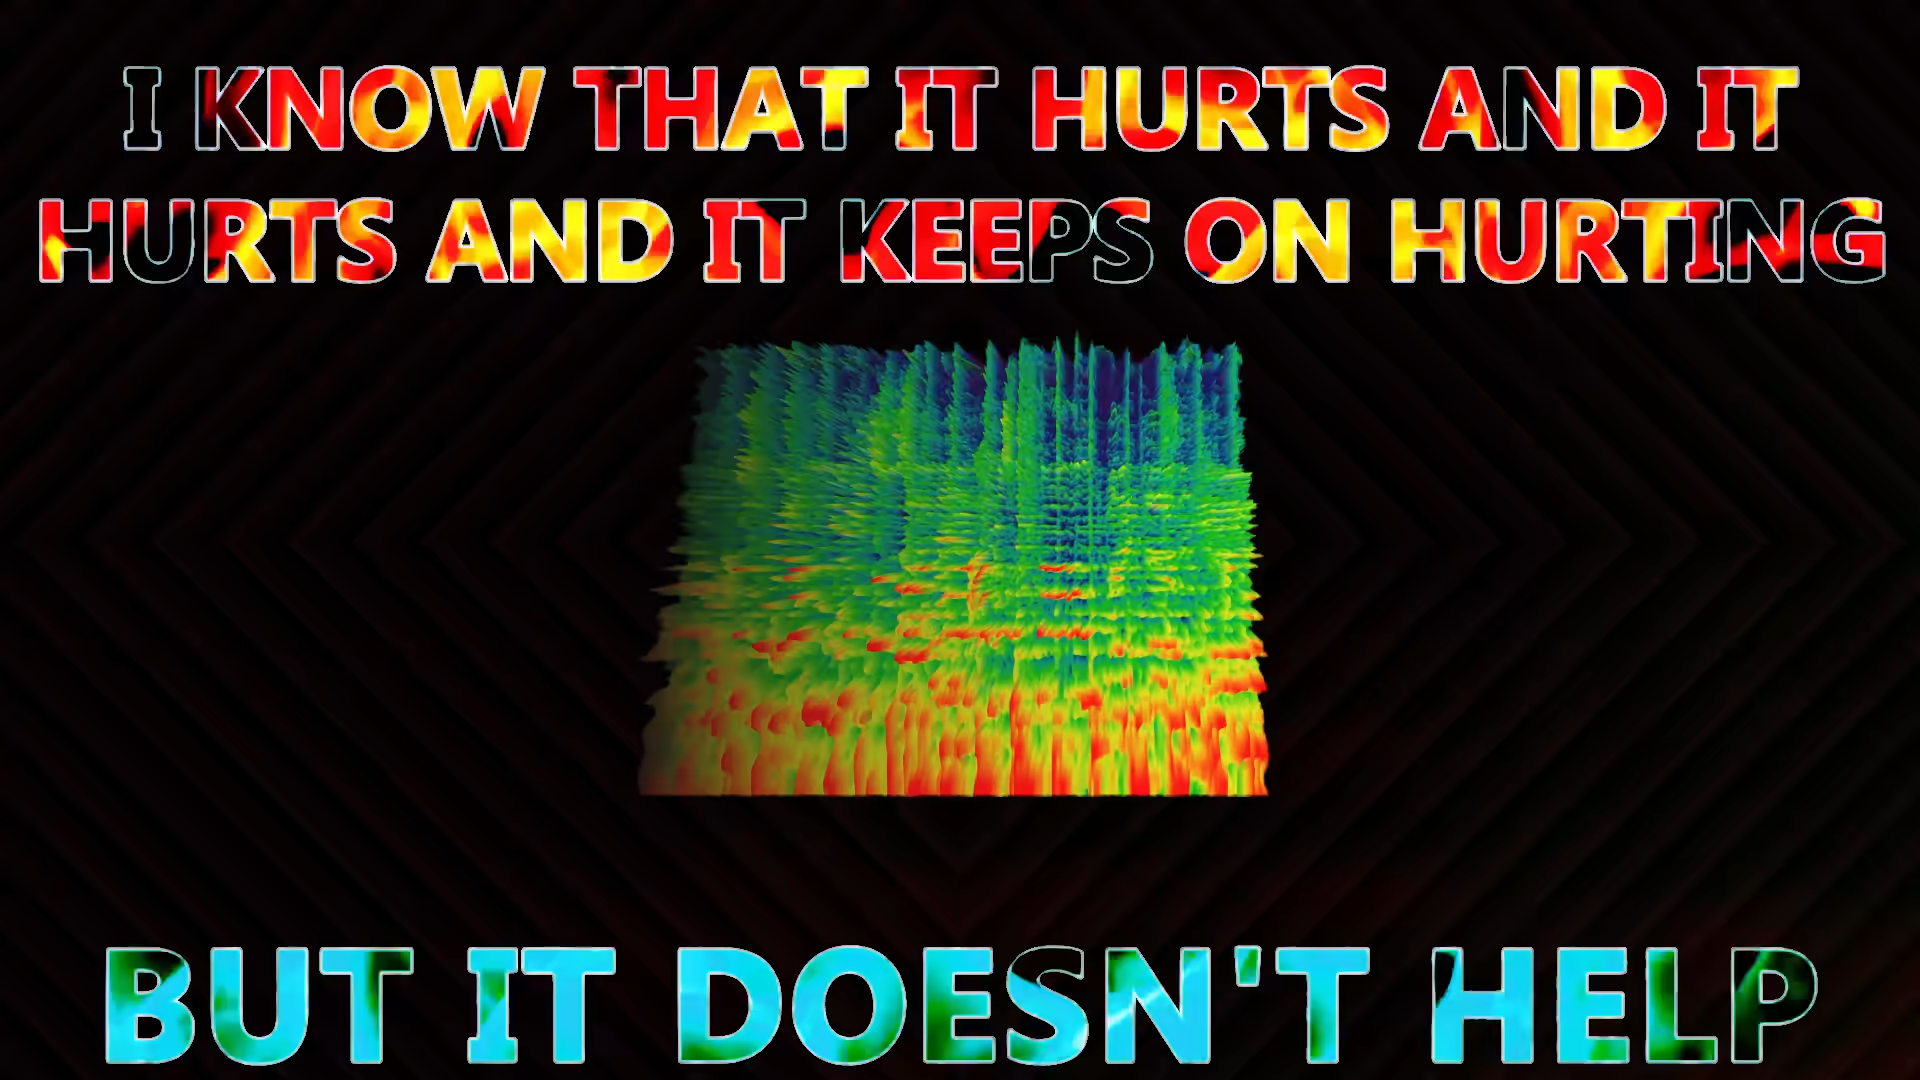 I KNOW THAT IT HURTS AND IT
HURTS AND IT KEEPS ON HURTING
BUT IT DOESN'T HELP